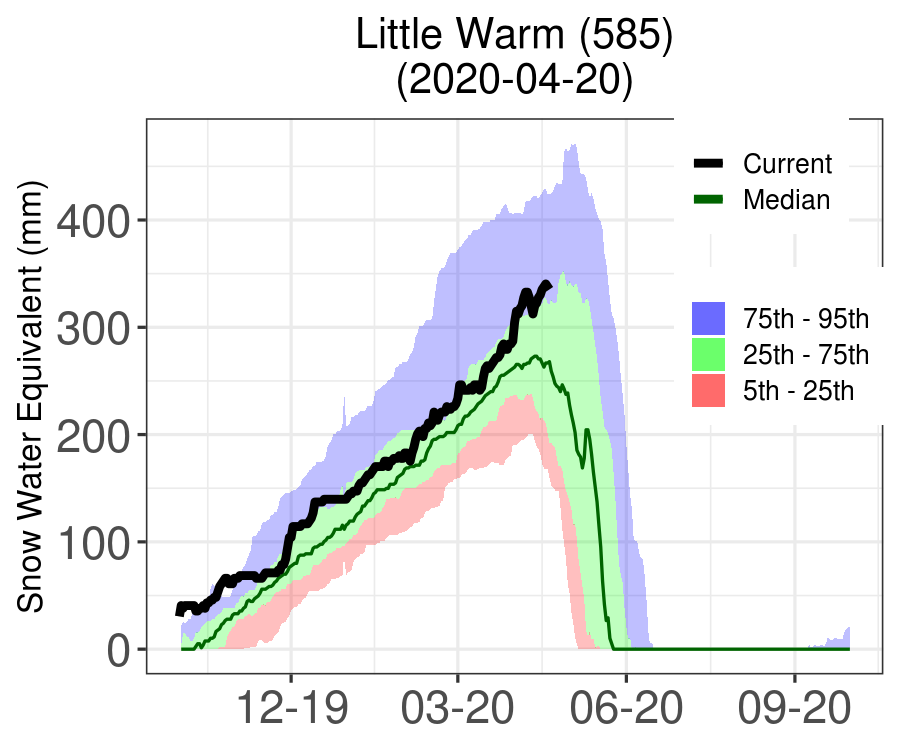 Little Warm (585)
(2020-04-20)
Snow Water Equivalent (mm)
400
300
200
100
0
12-19
03-20
06-20
09-20
Current
Median
75th - 95th
25th - 75th
5th - 25th